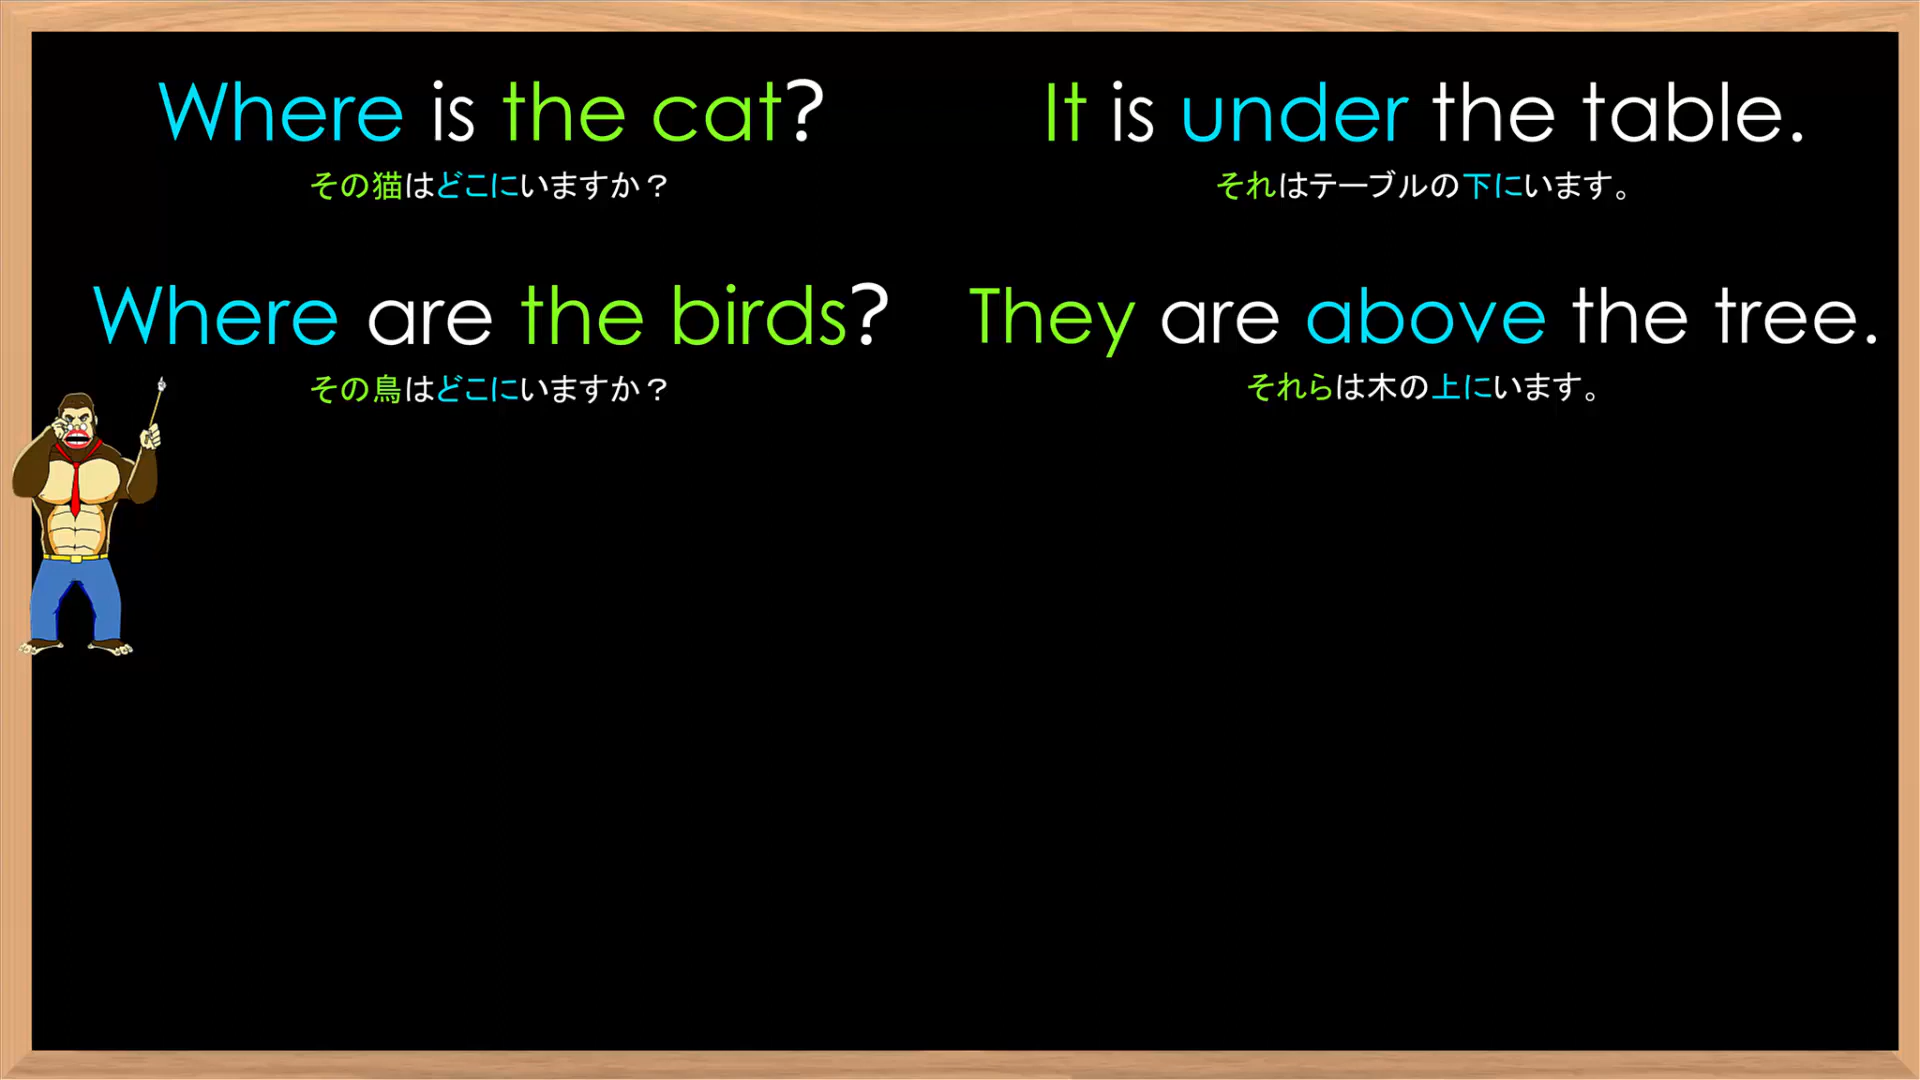 Where is the cat?
その猫はどこにいますか？
It is under the table.
それはテーブルの下にいます。
Where are the birds?
その鳥はどこにいますか？
They are above the tree.
それらは木の上にいます。